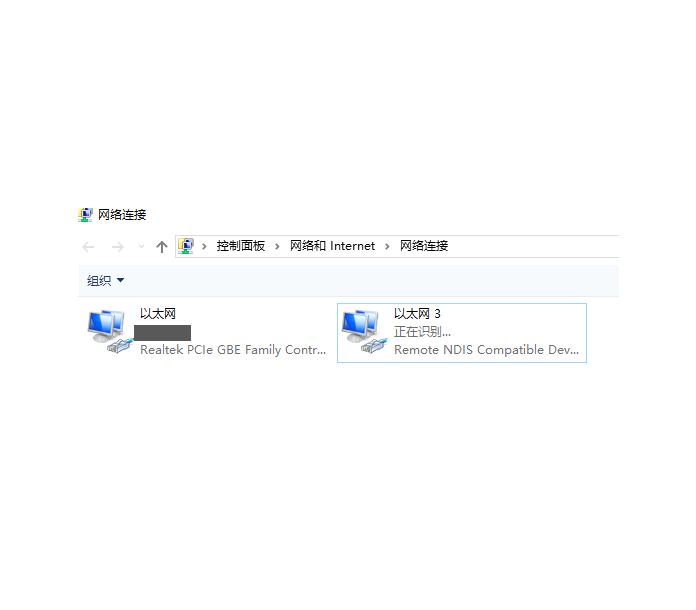 网络连接
控制面板 › 网络和 Internet › 网络连接
组织
以太网
Realtek PCIe GBE Family Contr...
以太网 3
正在识别...
Remote NDIS Compatible Dev...